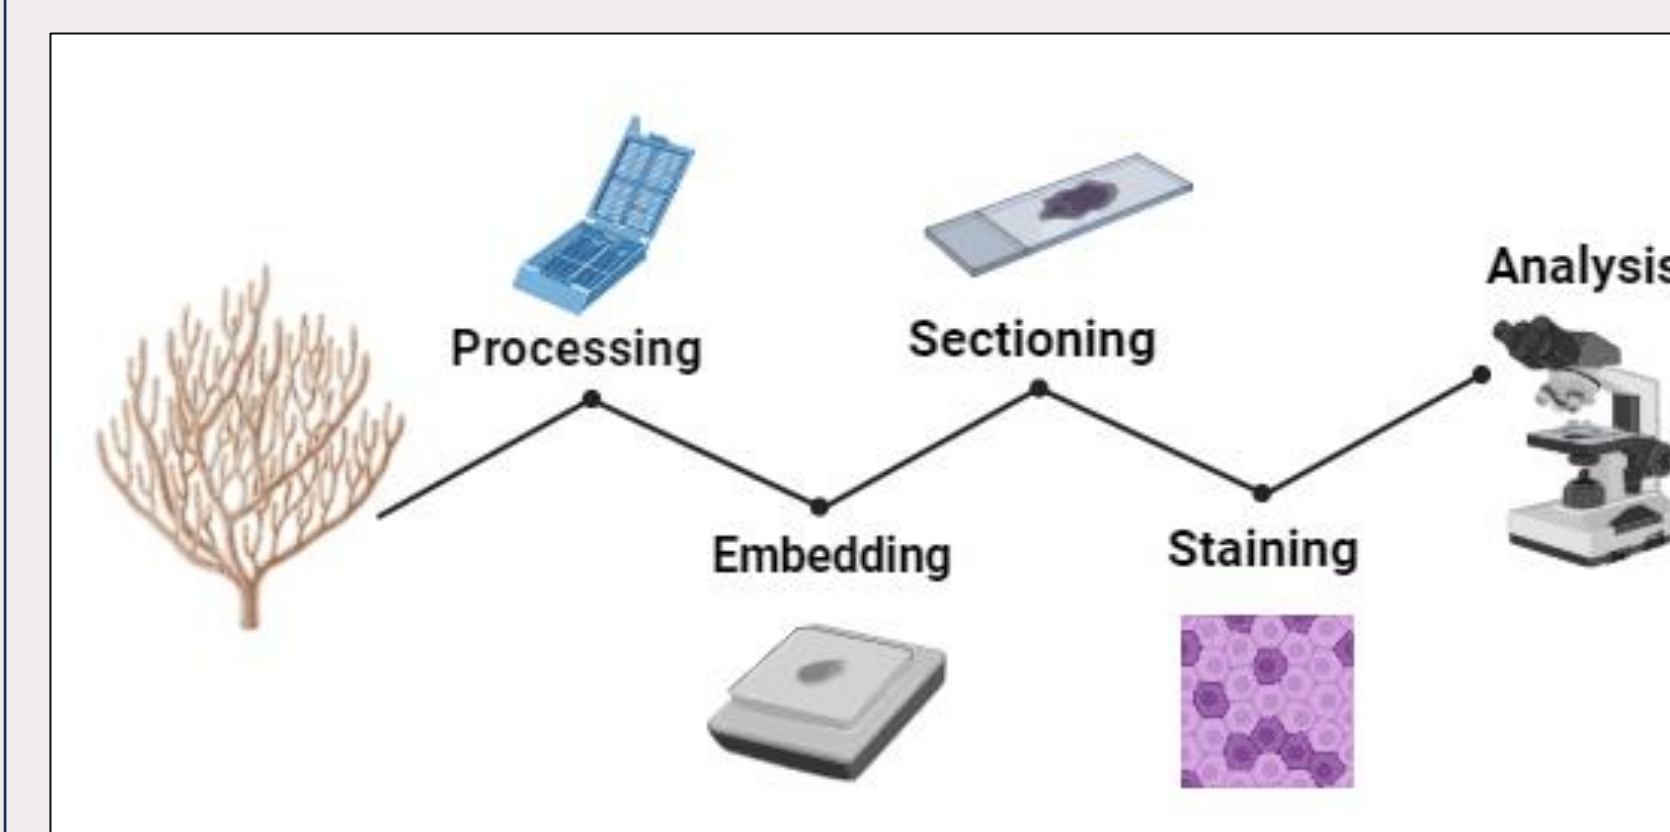 Processing
Embedding
Sectioning
Staining
Analysis